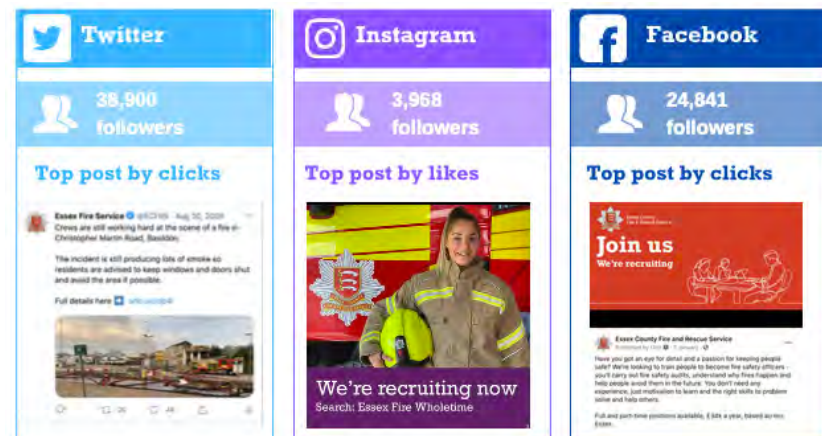 Twitter
38,900
followers
Top post by clicks
Essex Fire Service
Aug 30, 2020
Crews are still working hard at the scene of a fire in
Christopher Martin Road, Basildon.
The incident is still producing lots of smoke so
residents are advised to keep windows and doors shut
and avoid the area if possible.
Full details here
Instagram
3,968
followers
Top post by likes
We're recruiting now
Search: Essex Fire Wholetime
Facebook
24,841
followers
Top post by clicks
Join us
We're recruiting
Essex County Fire and Rescue Service
Have you got an eye for detail and a passion for keeping people
safe? We're looking to train people to become fire safety officers -
you'll carry out fire safety audits, understand why fires happen and
help people avoid them in the future. You don't need any
experience, just motivation to learn and the right skills to problem
solve and help others.
Full and part-time positions available, a year, based across
Essex.